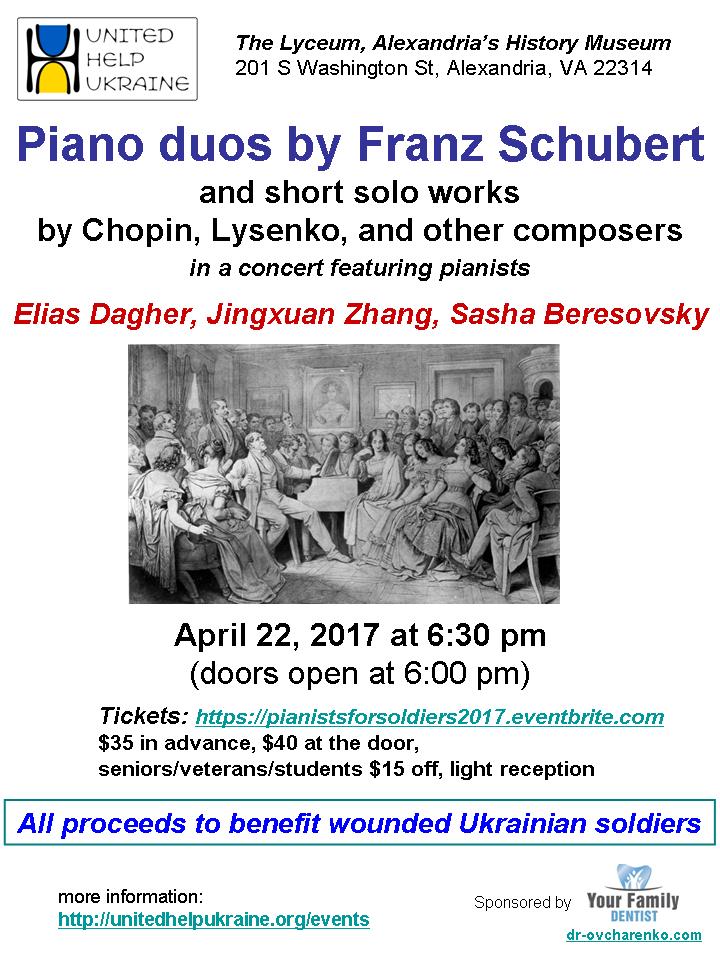 UNITED
HELP
UKRAINE
The Lyceum, Alexandria's History Museum
201 S Washington St, Alexandria, VA 22314
Piano duos by Franz Schubert
and short solo works
by Chopin, Lysenko, and other composers
in a concert featuring pianists
Elias Dagher, Jingxuan Zhang, Sasha Beresovsky
April 22, 2017 at 6:30 pm
(doors open at 6:00 pm)
Tickets: https://pianistsforsoldiers2017.eventbrite.com
$35 in advance, $40 at the door,
seniors/veterans/students $15 off, light reception
All proceeds to benefit wounded Ukrainian soldiers
more information:
http://unitedhelpukraine.org/events
Sponsored by
Your Family
DENTIST
dr-ovcharenko.com